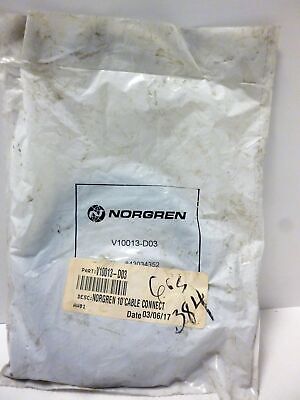 NORGREN
V10013-D03
PART: V10013-D03
DESC: NORGREN 10' CABLE CONNECT
Date 03/06/17
384